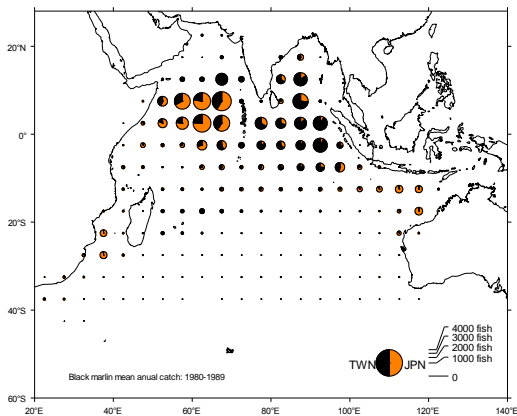 20°N
0°
20°S
40°S
60°S
4000 fish
3000 fish
2000 fish
1000 fish
0
TWN JPN
Black marlin mean anual catch: 1980-1989
20°E 40°E 60°E 80°E 100°E 120°E 140°E